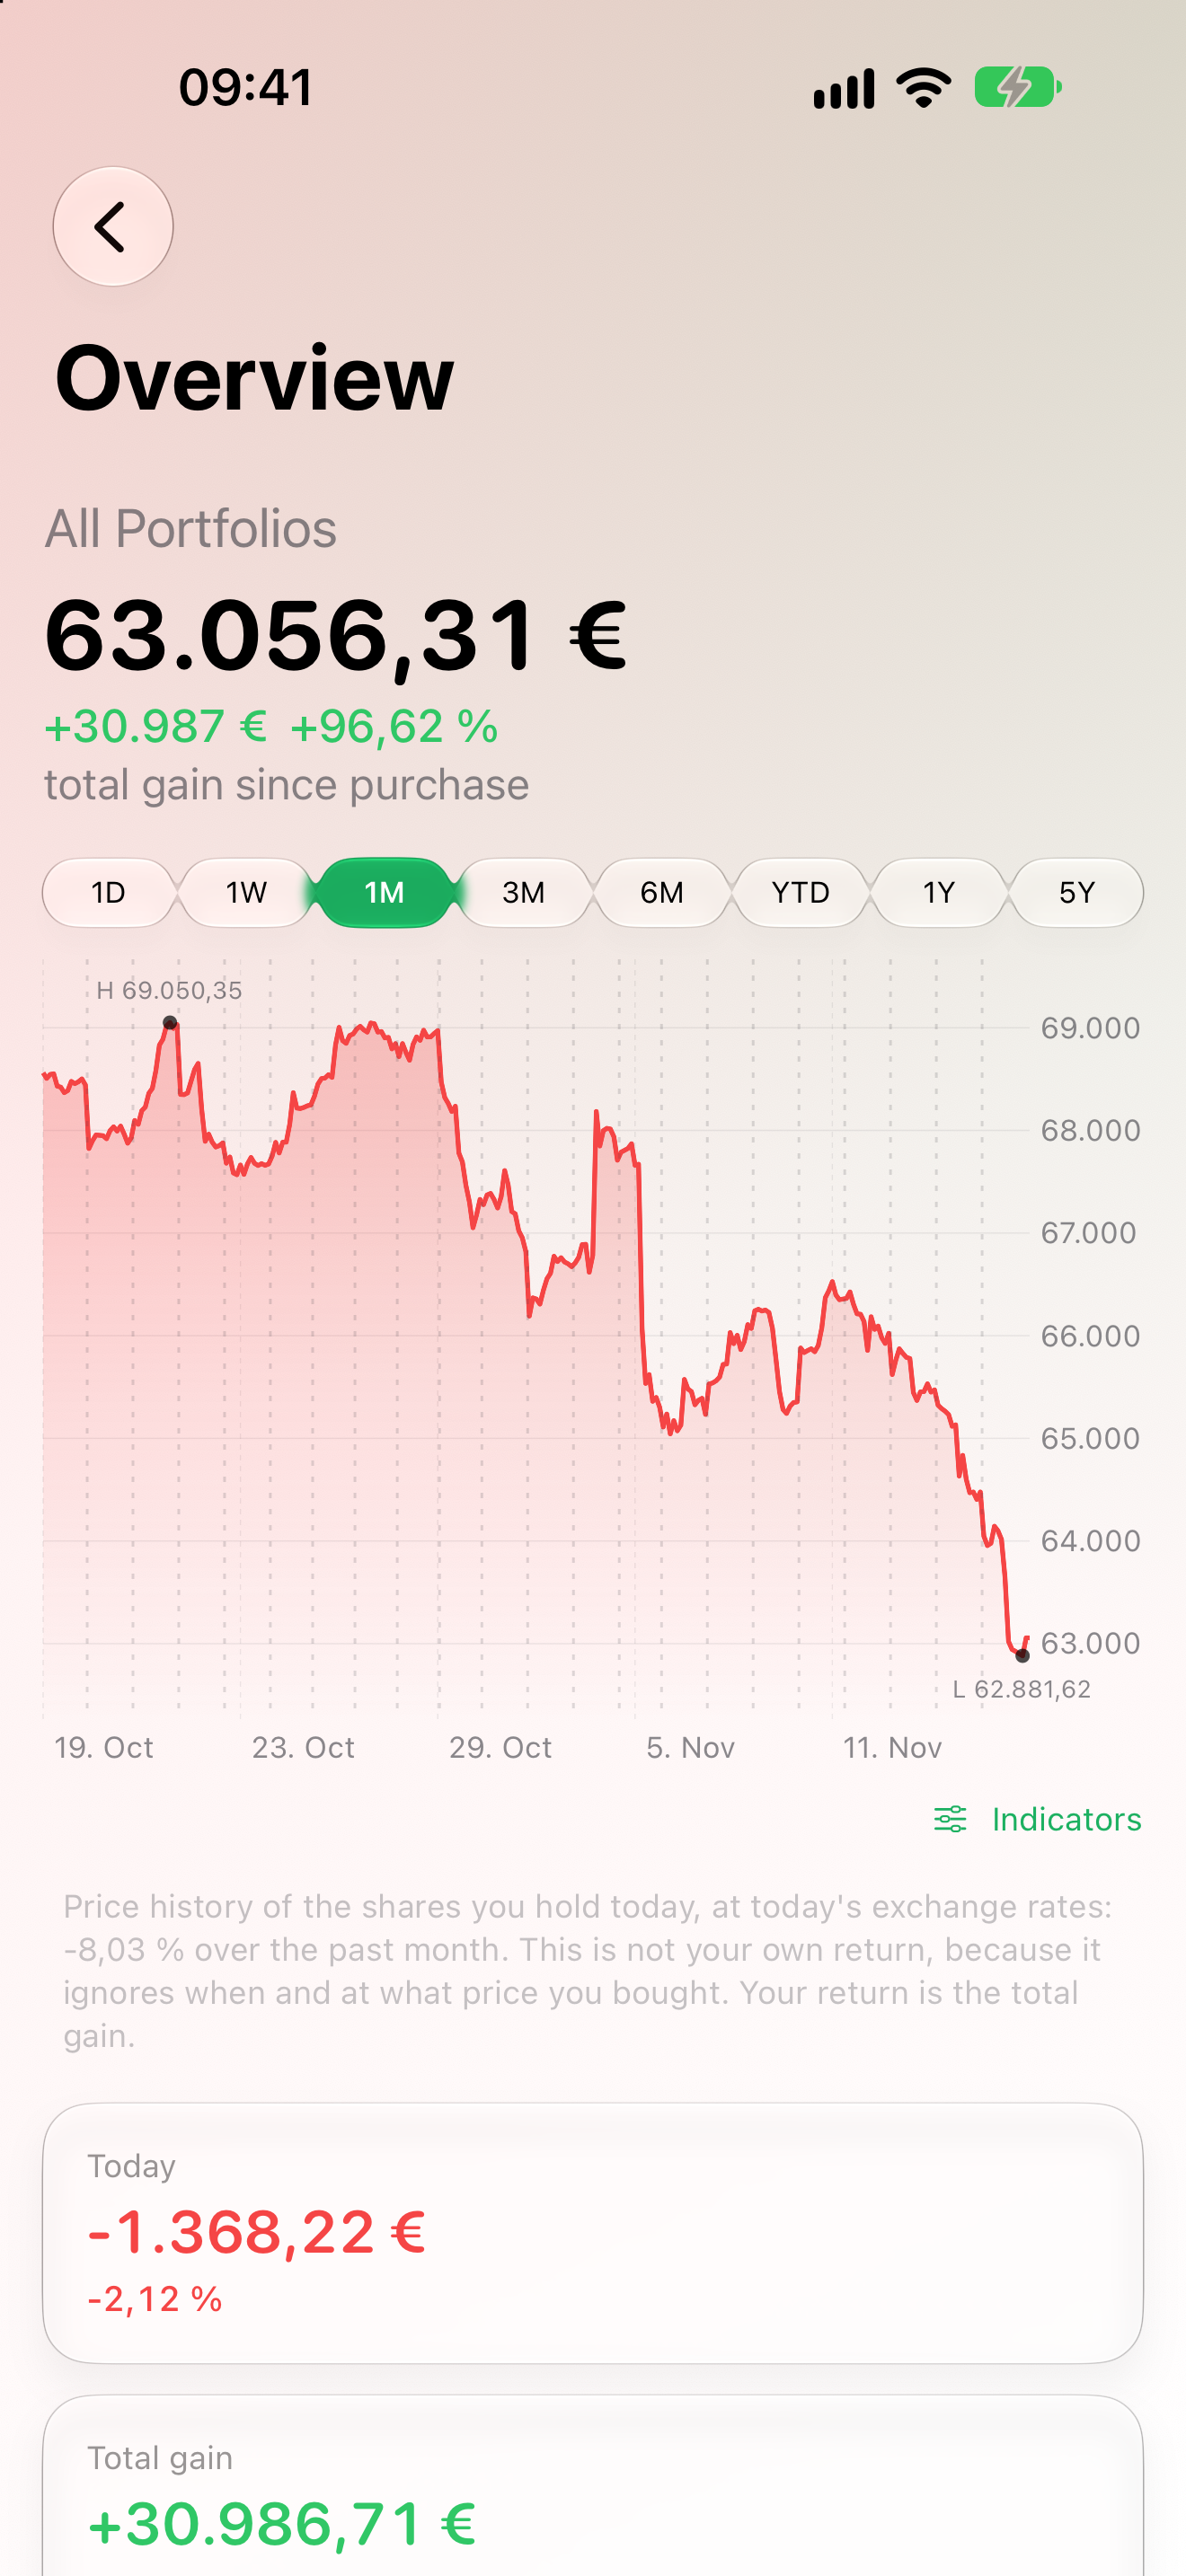 09:41
Overview
All Portfolios
63.056,31 €
+30.987 € +96,62 %
total gain since purchase
1D 1W 1M 3M 6M YTD 1Y 5Y
H 69.050,35
69.000
68.000
67.000
66.000
65.000
64.000
63.000
L 62.881,62
19. Oct 23. Oct 29. Oct 5. Nov 11. Nov
Indicators
Price history of the shares you hold today, at today's exchange rates:
-8,03 % over the past month. This is not your own return, because it
ignores when and at what price you bought. Your return is the total
gain.
Today
-1.368,22 €
-2,12 %
Total gain
+30.986,71 €